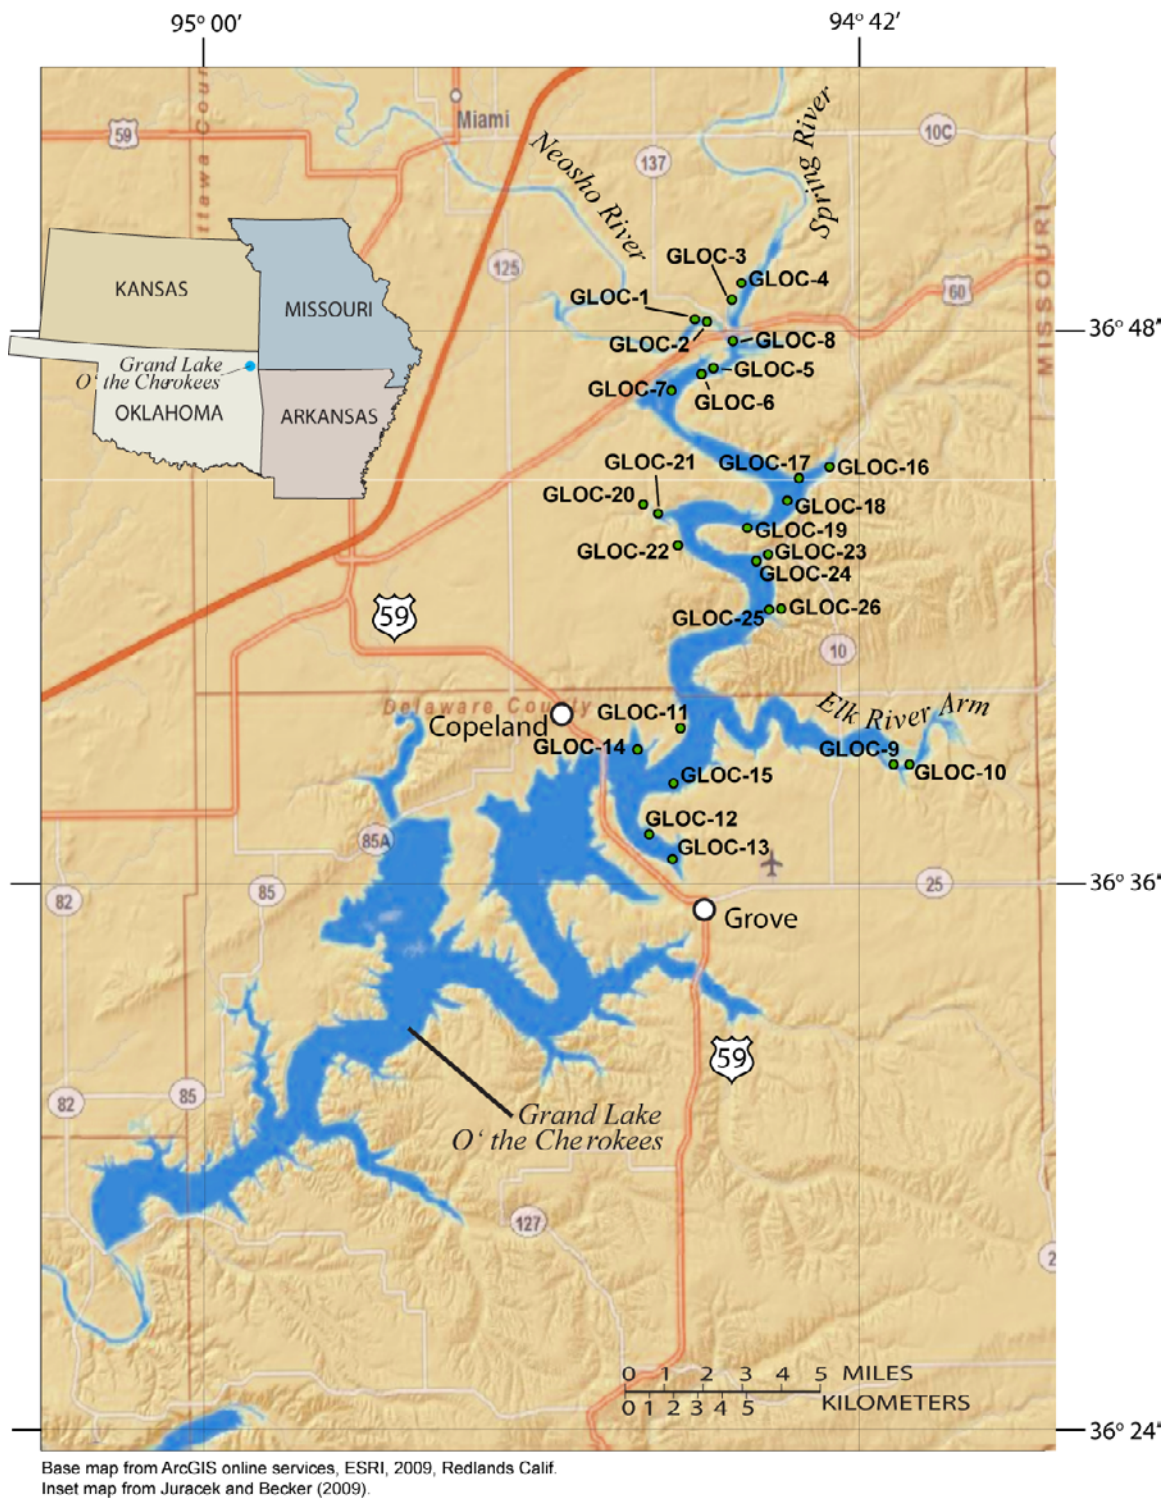 95° 00'
94° 42'
59
ttawa Coun
Miami
Neosho River
137
Spring River
10C
MISSOURI
125
GLOC-3
GLOC-4
60
GLOC-1
36° 48'
GLOC-2
GLOC-8
GLOC-5
GLOC-7
GLOC-6
KANSAS
MISSOURI
Grand Lake
O' the Cherokees
OKLAHOMA
ARKANSAS
GLOC-21
GLOC-17
GLOC-16
GLOC-20
GLOC-18
GLOC-19
GLOC-22
GLOC-23
GLOC-24
59
GLOC-25
GLOC-26
10
Delaware County
Elk River Arm
Copeland
GLOC-11
GLOC-14
GLOC-9
GLOC-10
GLOC-15
GLOC-12
85A
GLOC-13
82
85
36° 36'
25
Grove
59
82
85
Grand Lake
O' the Cherokees
127
2
0 1 2 3 4 5 MILES
0 1 2 3 4 5 KILOMETERS
36° 24'
Base map from ArcGIS online services, ESRI, 2009, Redlands Calif.
Inset map from Juracek and Becker (2009).